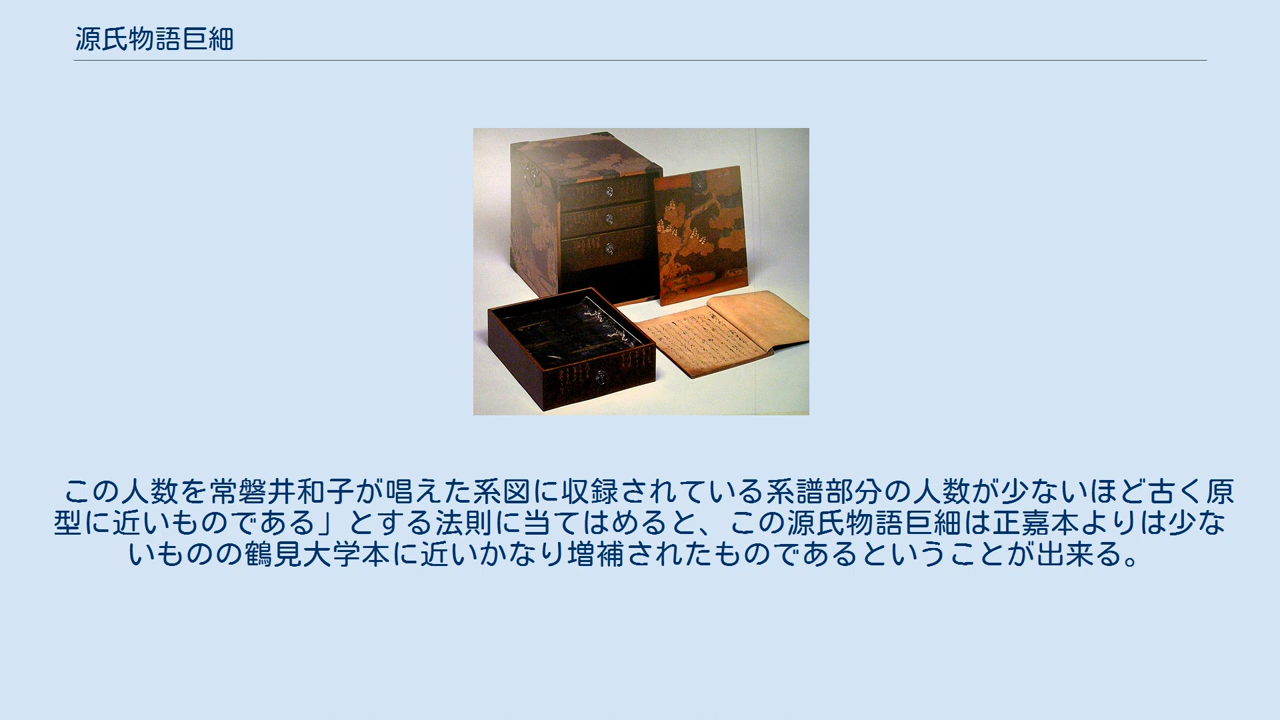 源氏物語巨細
この人数を常磐井和子が唱えた系図に収録されている系譜部分の人数が少ないほど古く原
型に近いものである」とする法則に当てはめると、この源氏物語巨細は正嘉本よりは少な
いものの鶴見大学本に近いかなり増補されたものであるということが出来る。